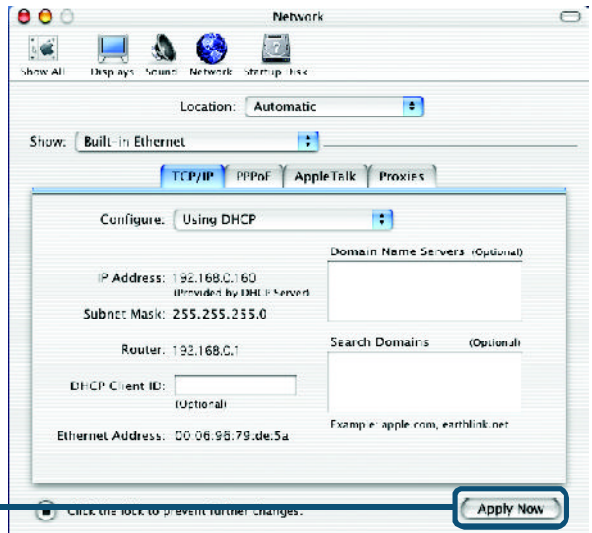 Network
Show All Displays Sound Network Startup Disk
Location: Automatic
Show: Built-in Ethernet
TCP/IP PPPoE AppleTalk Proxies
Configure: Using DHCP
Domain Name Servers (Optional)
IP Address: 192.168.0.160
(Provided by DHCP Server)
Subnet Mask: 255.255.255.0
Search Domains (Optional)
Router: 192.168.0.1
DHCP Client ID:
(Optional)
Example: apple.com, earthlink.net
Ethernet Address: 00:06:96:79:de:5a
Click the lock to prevent further changes.
Apply Now